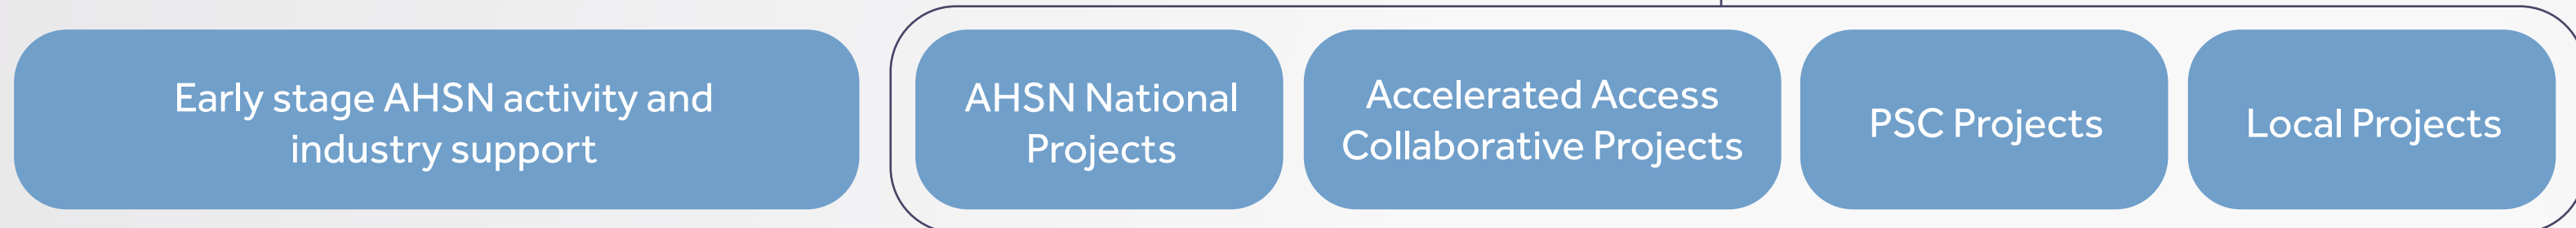 Early stage AHSN activity and
industry support
AHSN National
Projects
Accelerated Access
Collaborative Projects
PSC Projects
Local Projects